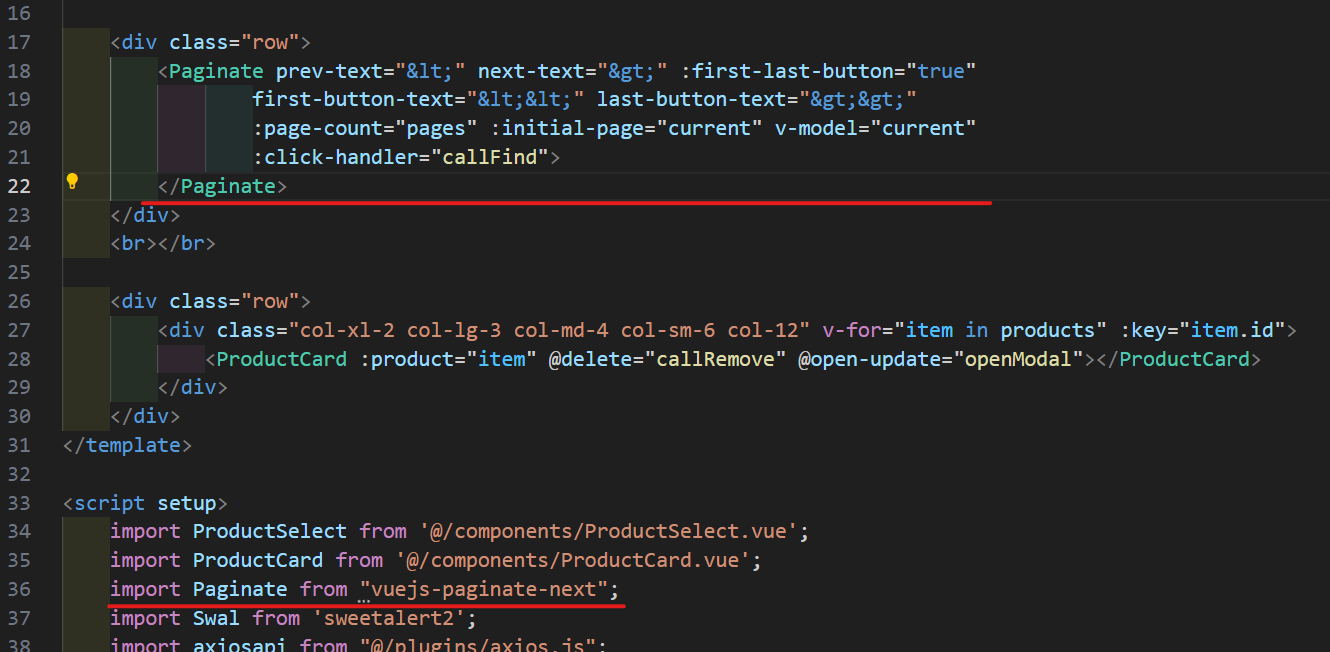 16
17 <div class="row">
18 <Paginate prev-text="&lt;" next-text="&gt;" :first-last-button="true"
19 first-button-text="&lt;&lt;" last-button-text="&gt;&gt;"
20 :page-count="pages" :initial-page="current" v-model="current"
21 :click-handler="callFind">
22 </Paginate>
23 </div>
24 <br></br>
25
26 <div class="row">
27 <div class="col-xl-2 col-lg-3 col-md-4 col-sm-6 col-12" v-for="item in products" :key="item.id">
28 <ProductCard :product="item" @delete="callRemove" @open-update="openModal"></ProductCard>
29 </div>
30 </div>
31 </template>
32
33 <script setup>
34 import ProductSelect from '@/components/ProductSelect.vue';
35 import ProductCard from '@/components/ProductCard.vue';
36 import Paginate from "vuejs-paginate-next";
37 import Swal from 'sweetalert2';
38 import axiosapi from "@/plugins/axios.js";